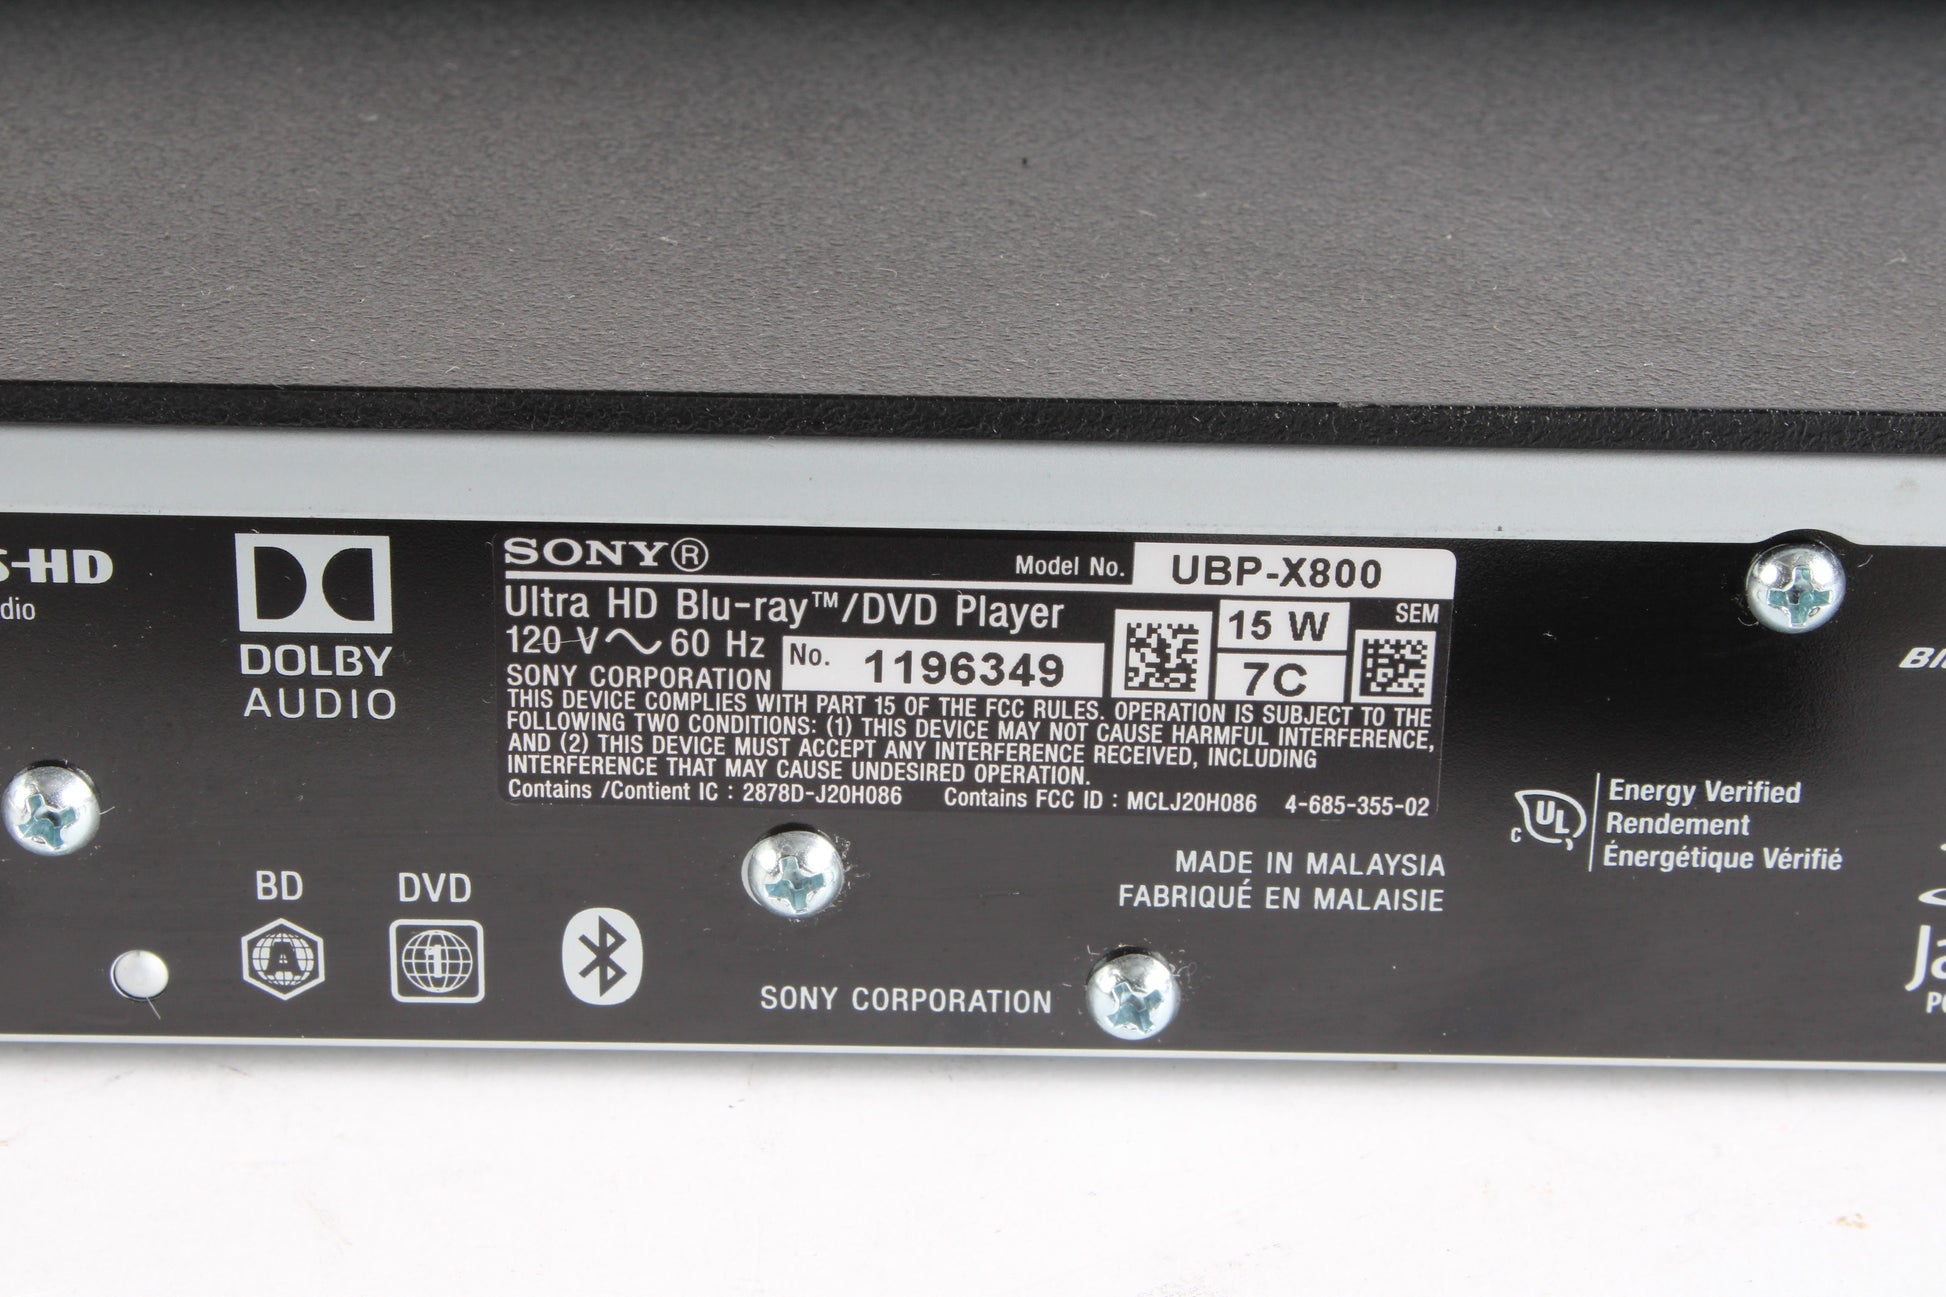 S-HD
dio
DOLBY
AUDIO
SONY®
Model No. UBP-X800
Ultra HD Blu-ray™/DVD Player
SEM
120 V ~ 60 Hz
No. 1196349
15 W
7C
SONY CORPORATION
THIS DEVICE COMPLIES WITH PART 15 OF THE FCC RULES. OPERATION IS SUBJECT TO THE
FOLLOWING TWO CONDITIONS: (1) THIS DEVICE MAY NOT CAUSE HARMFUL INTERFERENCE,
AND (2) THIS DEVICE MUST ACCEPT ANY INTERFERENCE RECEIVED, INCLUDING
INTERFERENCE THAT MAY CAUSE UNDESIRED OPERATION.
Contains /Contient IC : 2878D-J20H086 Contains FCC ID : MCLJ20H086 4-685-355-02
MADE IN MALAYSIA
FABRIQUÉ EN MALAISIE
C UL
Energy Verified
Rendement
Énergétique Vérifié
BD
DVD
A
1
SONY CORPORATION